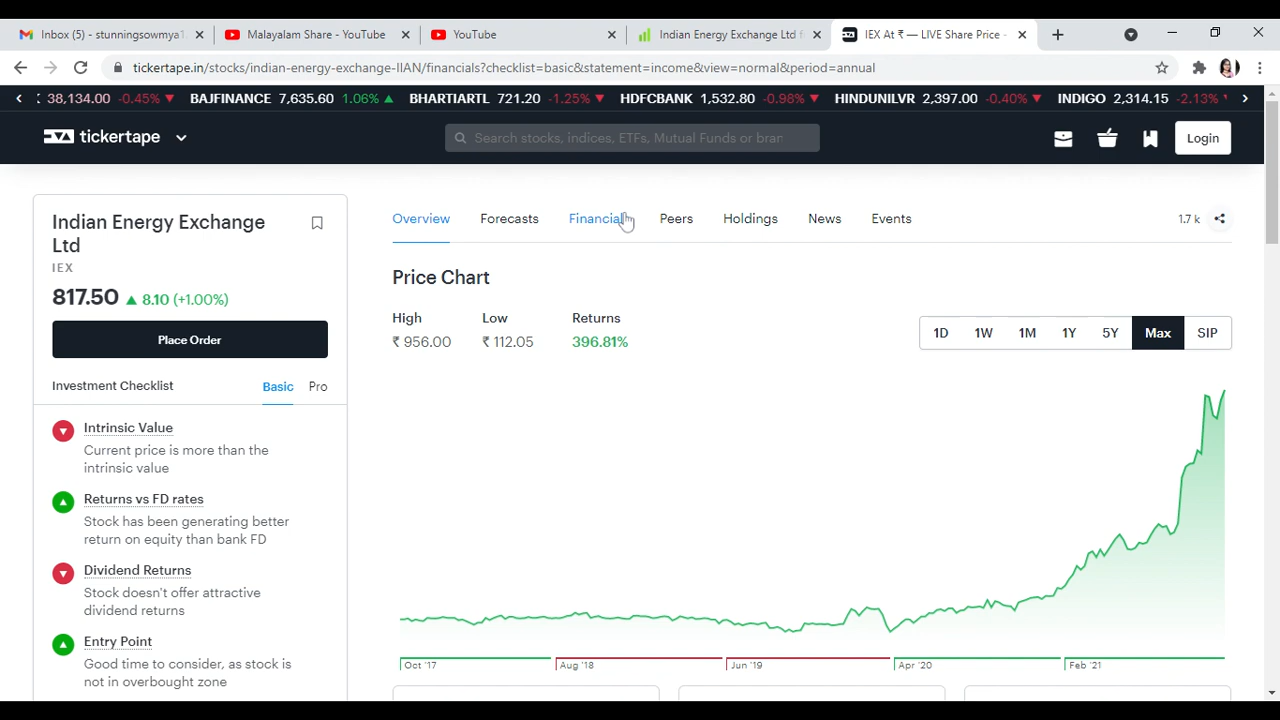 Inbox (5) - stunningsowmya1
Malayalam Share - YouTube
YouTube
Indian Energy Exchange Ltd f
IEX At ₹ — LIVE Share Price -
tickertape.in/stocks/indian-energy-exchange-IIAN/financials?checklist=basic&statement=income&view=normal&period=annual
38,134.00 -0.45% BAJFINANCE 7,635.60 1.06% BHARTIARTL 721.20 -1.25% HDFCBANK 1,532.80 -0.98% HINDUNILVR 2,397.00 -0.40% INDIGO 2,314.15 -2.13%
tickertape
Search stocks, indices, ETFs, Mutual Funds or bran
Login
Indian Energy Exchange
Ltd
IEX
817.50 8.10 (+1.00%)
Place Order
Investment Checklist Basic Pro
Intrinsic Value
Current price is more than the
intrinsic value
Returns vs FD rates
Stock has been generating better
return on equity than bank FD
Dividend Returns
Stock doesn't offer attractive
dividend returns
Entry Point
Good time to consider, as stock is
not in overbought zone
Overview Forecasts Financials Peers Holdings News Events 1.7 k
Price Chart
High Low Returns
₹ 956.00 ₹ 112.05 396.81%
1D 1W 1M 1Y 5Y Max SIP
Oct '17 Aug '18 Jun '19 Apr '20 Feb '21